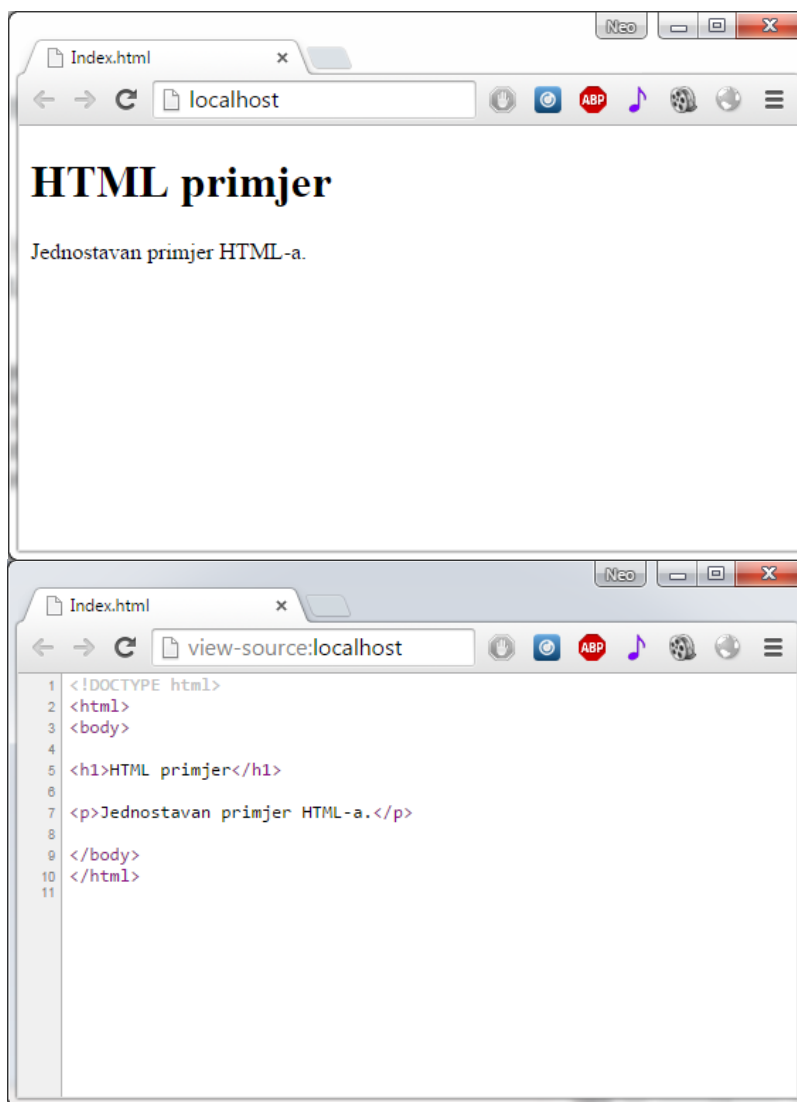 Neo
Index.html
localhost
ABP
HTML primjer
Jednostavan primjer HTML-a.
Neo
Index.html
view-source:localhost
ABP
1 <!DOCTYPE html>
2 <html>
3 <body>
4
5 <h1>HTML primjer</h1>
6
7 <p>Jednostavan primjer HTML-a.</p>
8
9 </body>
10 </html>
11